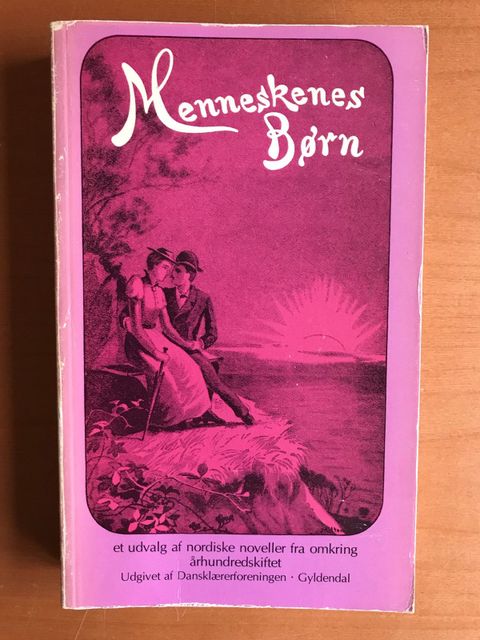 Menneskenes
Børn
et udvalg af nordiske noveller fra omkring
århundredskiftet
Udgivet af Dansklærerforeningen · Gyldendal